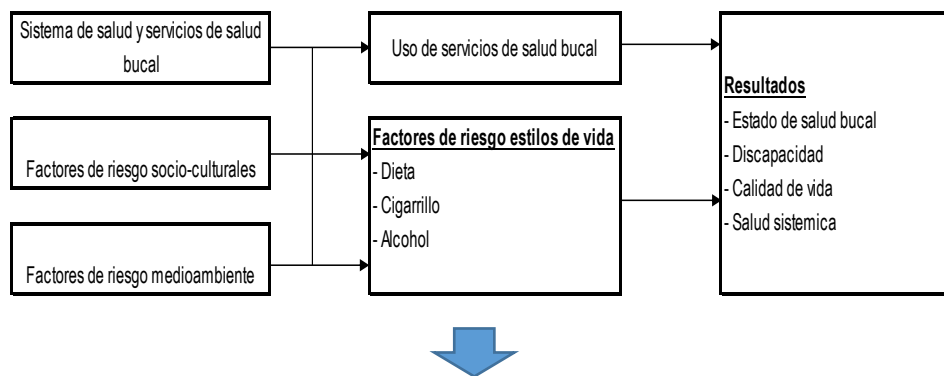 Sistema de salud y servicios de salud
bucal
Factores de riesgo socio-culturales
Factores de riesgo medioambiente
Uso de servicios de salud bucal
Factores de riesgo estilos de vida
- Dieta
- Cigarrillo
- Alcohol
Resultados
- Estado de salud bucal
- Discapacidad
- Calidad de vida
- Salud sistemica